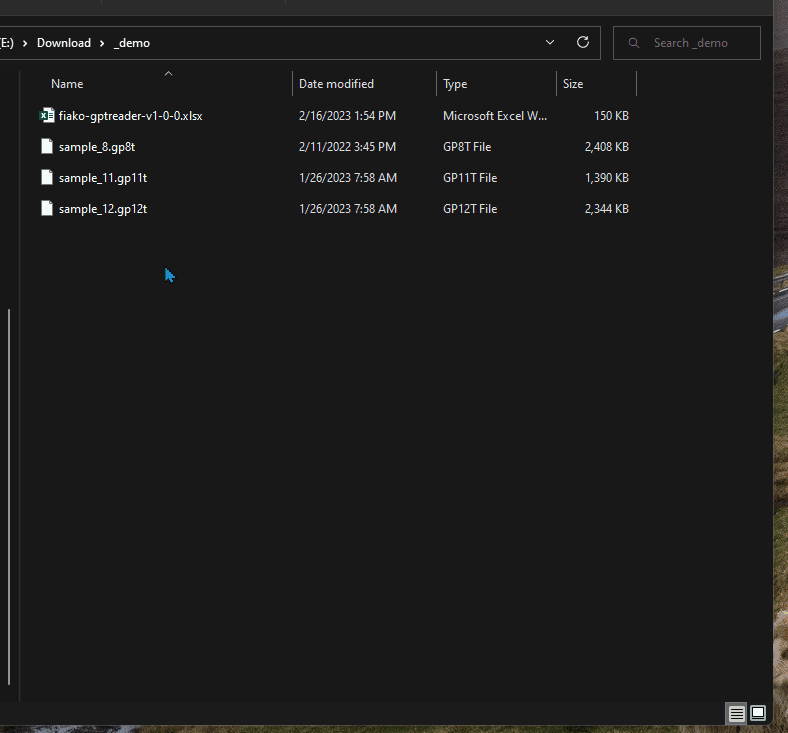 E:) > Download > _demo
Search _demo
Name Date modified Type Size
fiako-gptreader-v1-0-0.xlsx 2/16/2023 1:54 PM Microsoft Excel W... 150 KB
sample_8.gp8t 2/11/2022 3:45 PM GP8T File 2,408 KB
sample_11.gp11t 1/26/2023 7:58 AM GP11T File 1,390 KB
sample_12.gp12t 1/26/2023 7:58 AM GP12T File 2,344 KB